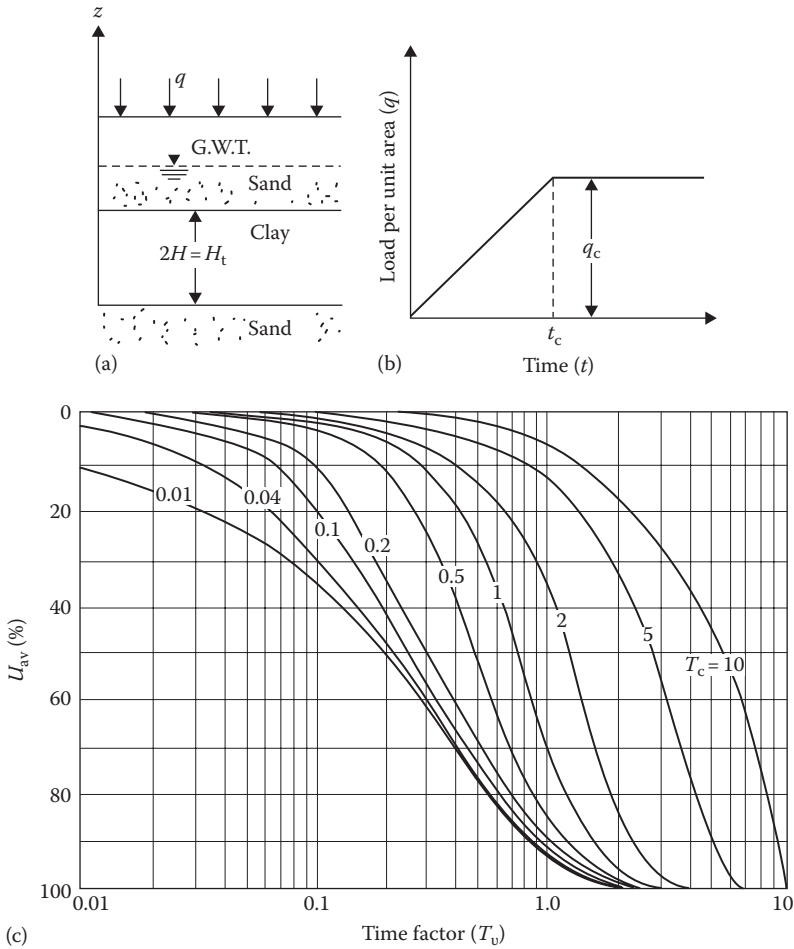 z
q
G.W.T.
Sand
Clay
2H = Ht
Sand
(a)
Load per unit area (q)
qc
tc
(b)
Time (t)
0
20
40
60
80
100
Uav (%)
0.01
0.04
0.1
0.2
0.5
1
2
5
Tc = 10
0.01
0.1
1.0
10
(c)
Time factor (Tυ)